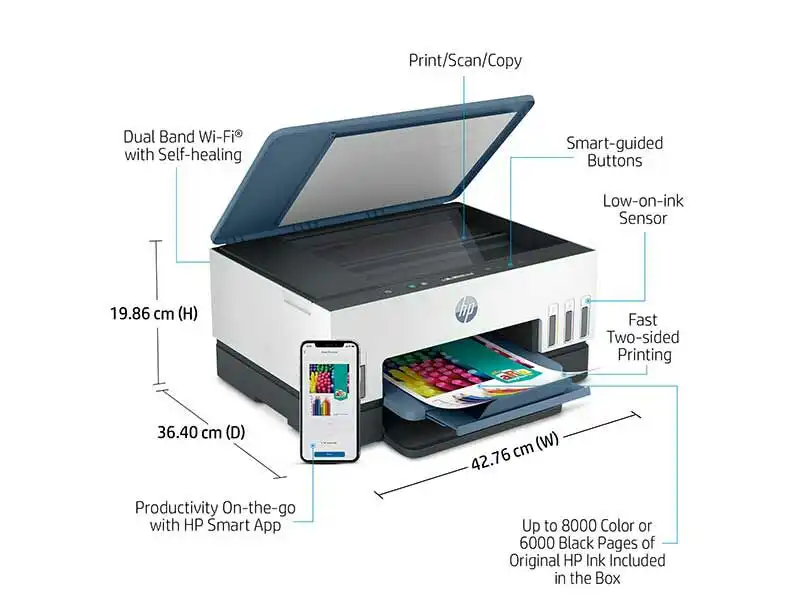 Print/Scan/Copy
Dual Band Wi-Fi®
with Self-healing
Smart-guided
Buttons
Low-on-ink
Sensor
19.86 cm (H)
hp
Fast
Two-sided
Printing
36.40 cm (D)
42.76 cm (W)
Productivity On-the-go
with HP Smart App
Up to 8000 Color or
6000 Black Pages of
Original HP Ink Included
in the Box